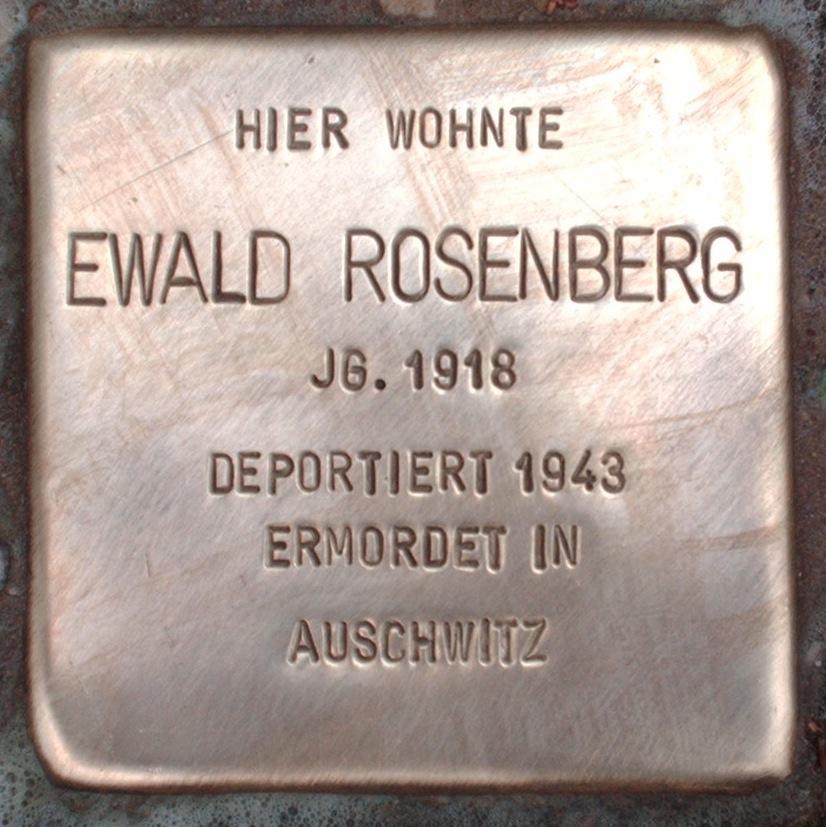 HIER WOHNTE
EWALD ROSENBERG
JG. 1918
DEPORTIERT 1943
ERMORDET IN
AUSCHWITZ